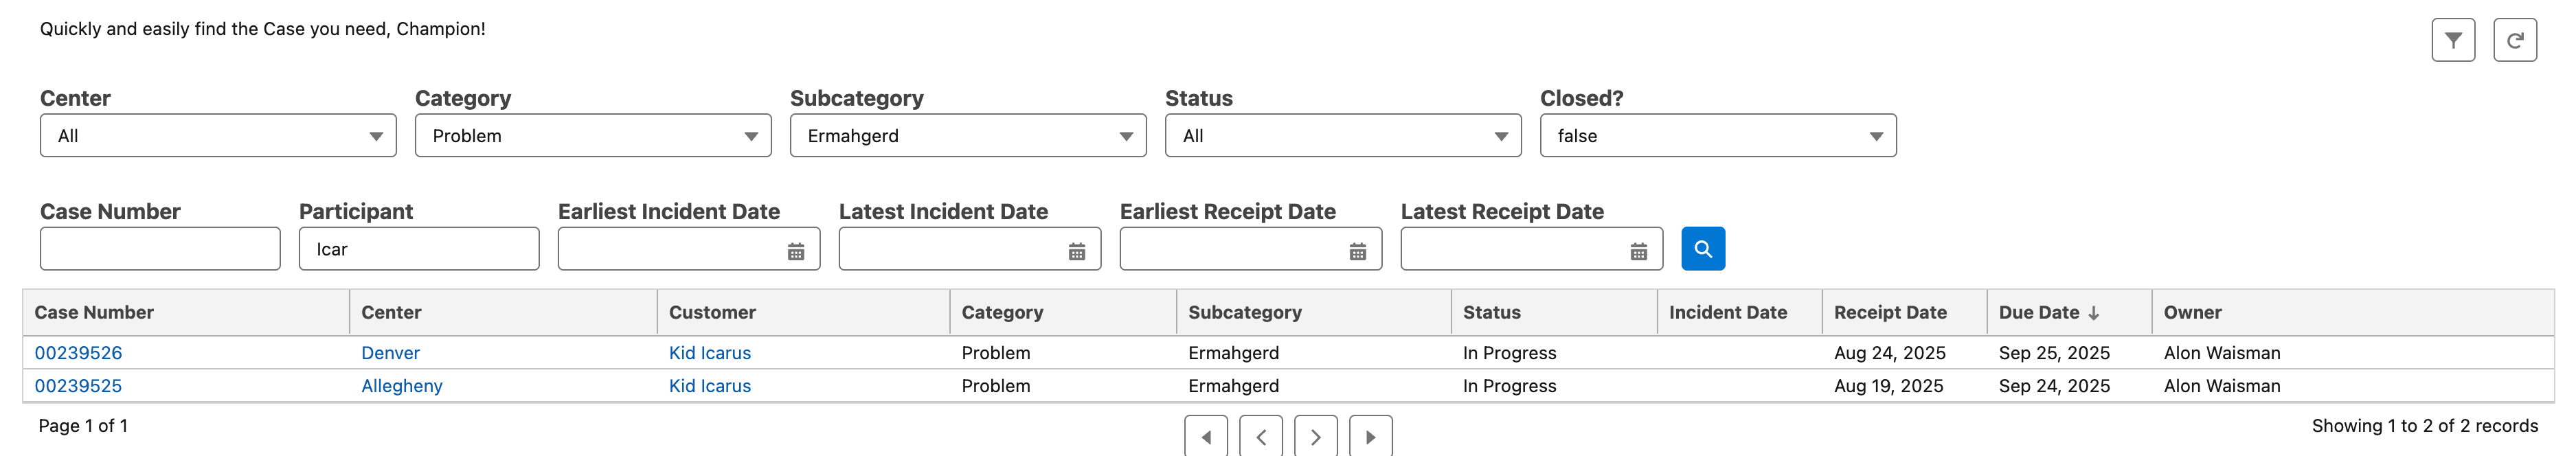 Quickly and easily find the Case you need, Champion!
Center Category Subcategory Status Closed?
All Problem Ermahgerd All false
Case Number Participant Earliest Incident Date Latest Incident Date Earliest Receipt Date Latest Receipt Date
Icar
Case Number Center Customer Category Subcategory Status Incident Date Receipt Date Due Date ↓ Owner
00239526 Denver Kid Icarus Problem Ermahgerd In Progress Aug 24, 2025 Sep 25, 2025 Alon Waisman
00239525 Allegheny Kid Icarus Problem Ermahgerd In Progress Aug 19, 2025 Sep 24, 2025 Alon Waisman
Page 1 of 1 Showing 1 to 2 of 2 records